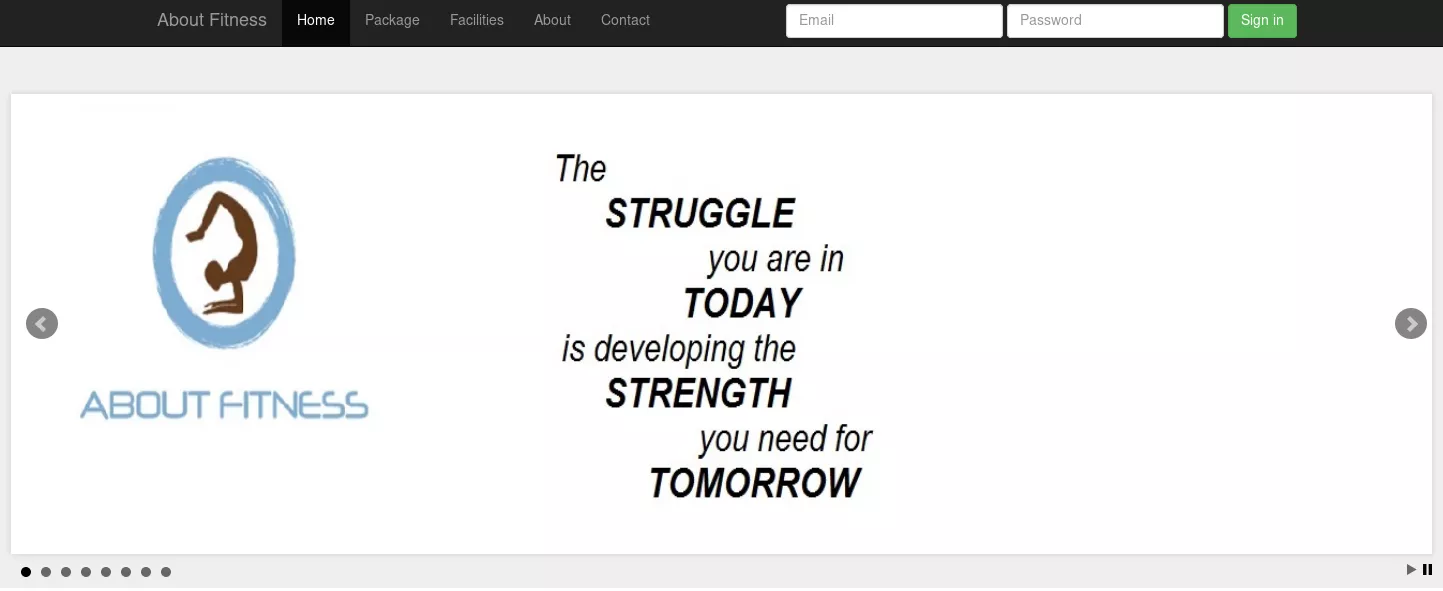 About Fitness Home Package Facilities About Contact Email Password Sign in
The
STRUGGLE
you are in
TODAY
is developing the
STRENGTH
you need for
TOMORROW
ABOUT FITNESS